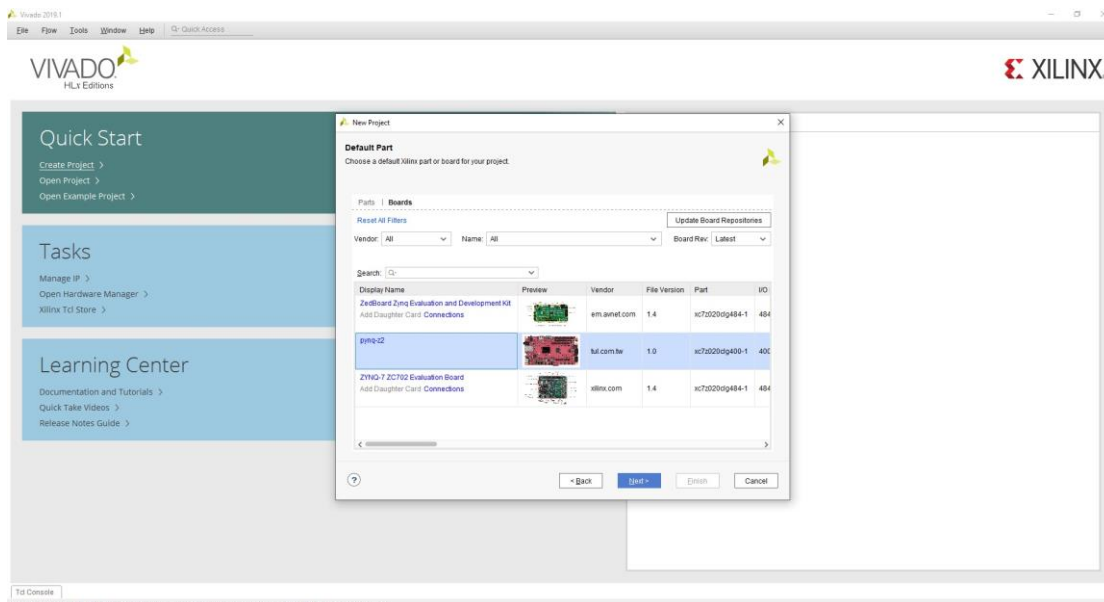 Vivado 2019.1
File Flow Tools Window Help Q- Quick Access
VIVADO
HLx Editions
XILINX
Quick Start
Create Project >
Open Project >
Open Example Project >
Tasks
Manage IP >
Open Hardware Manager >
Xilinx Tcl Store >
Learning Center
Documentation and Tutorials >
Quick Take Videos >
Release Notes Guide >
New Project
Default Part
Choose a default Xilinx part or board for your project.
Parts | Boards
Reset All Filters Update Board Repositories
Vendor: All Name: All Board Rev: Latest
Search: Q-
Display Name Preview Vendor File Version Part I/O
ZedBoard Zynq Evaluation and Development Kit
Add Daughter Card Connections em.avnet.com 1.4 xc7z020clg484-1 484
pynq-z2
tul.com.tw 1.0 xc7z020clg400-1 400
ZYNQ-7 ZC702 Evaluation Board
Add Daughter Card Connections xilinx.com 1.4 xc7z020clg484-1 484
? < Back Next > Finish Cancel
Tcl Console